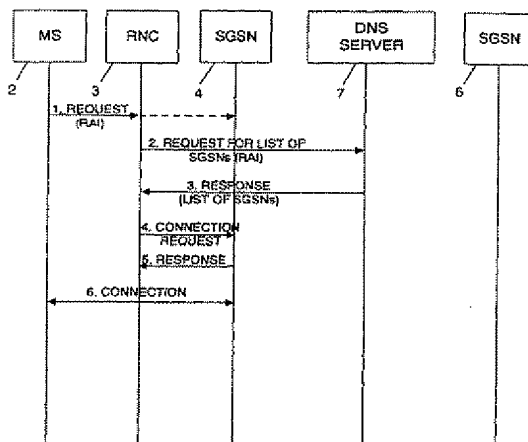 MS
RNC
SGSN
DNS
SERVER
SGSN
2
3
4
7
6
1. REQUEST
(RAI)
2. REQUEST FOR LIST OF
SGSNs (RAI)
3. RESPONSE
(LIST OF SGSNs)
4. CONNECTION
REQUEST
5. RESPONSE
6. CONNECTION